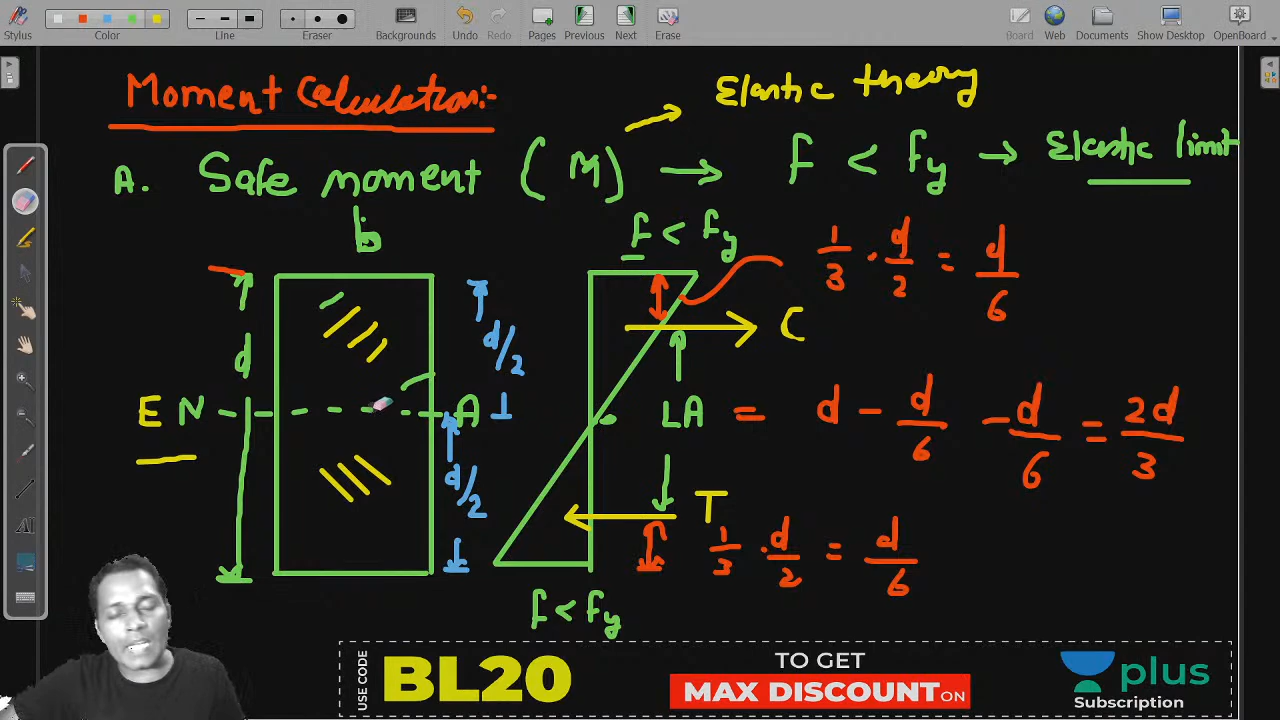 Stylus
Color
Line
Eraser
Backgrounds
Undo
Redo
Pages
Previous
Next
Erase
Board
Web
Documents
Show Desktop
OpenBoard
Moment Calculation:-
Elastic theory
A. Safe moment (M) → f < fy → Elastic limit
b
f < fy
1/3 · d/2 = d/6
d
d/2
C
E N A
LA = d - d/6 - d/6 = 2d/3
d/2
T
1/3 · d/2 = d/6
f < fy
USE CODE
BL20
TO GET
MAX DISCOUNT ON
plus
Subscription